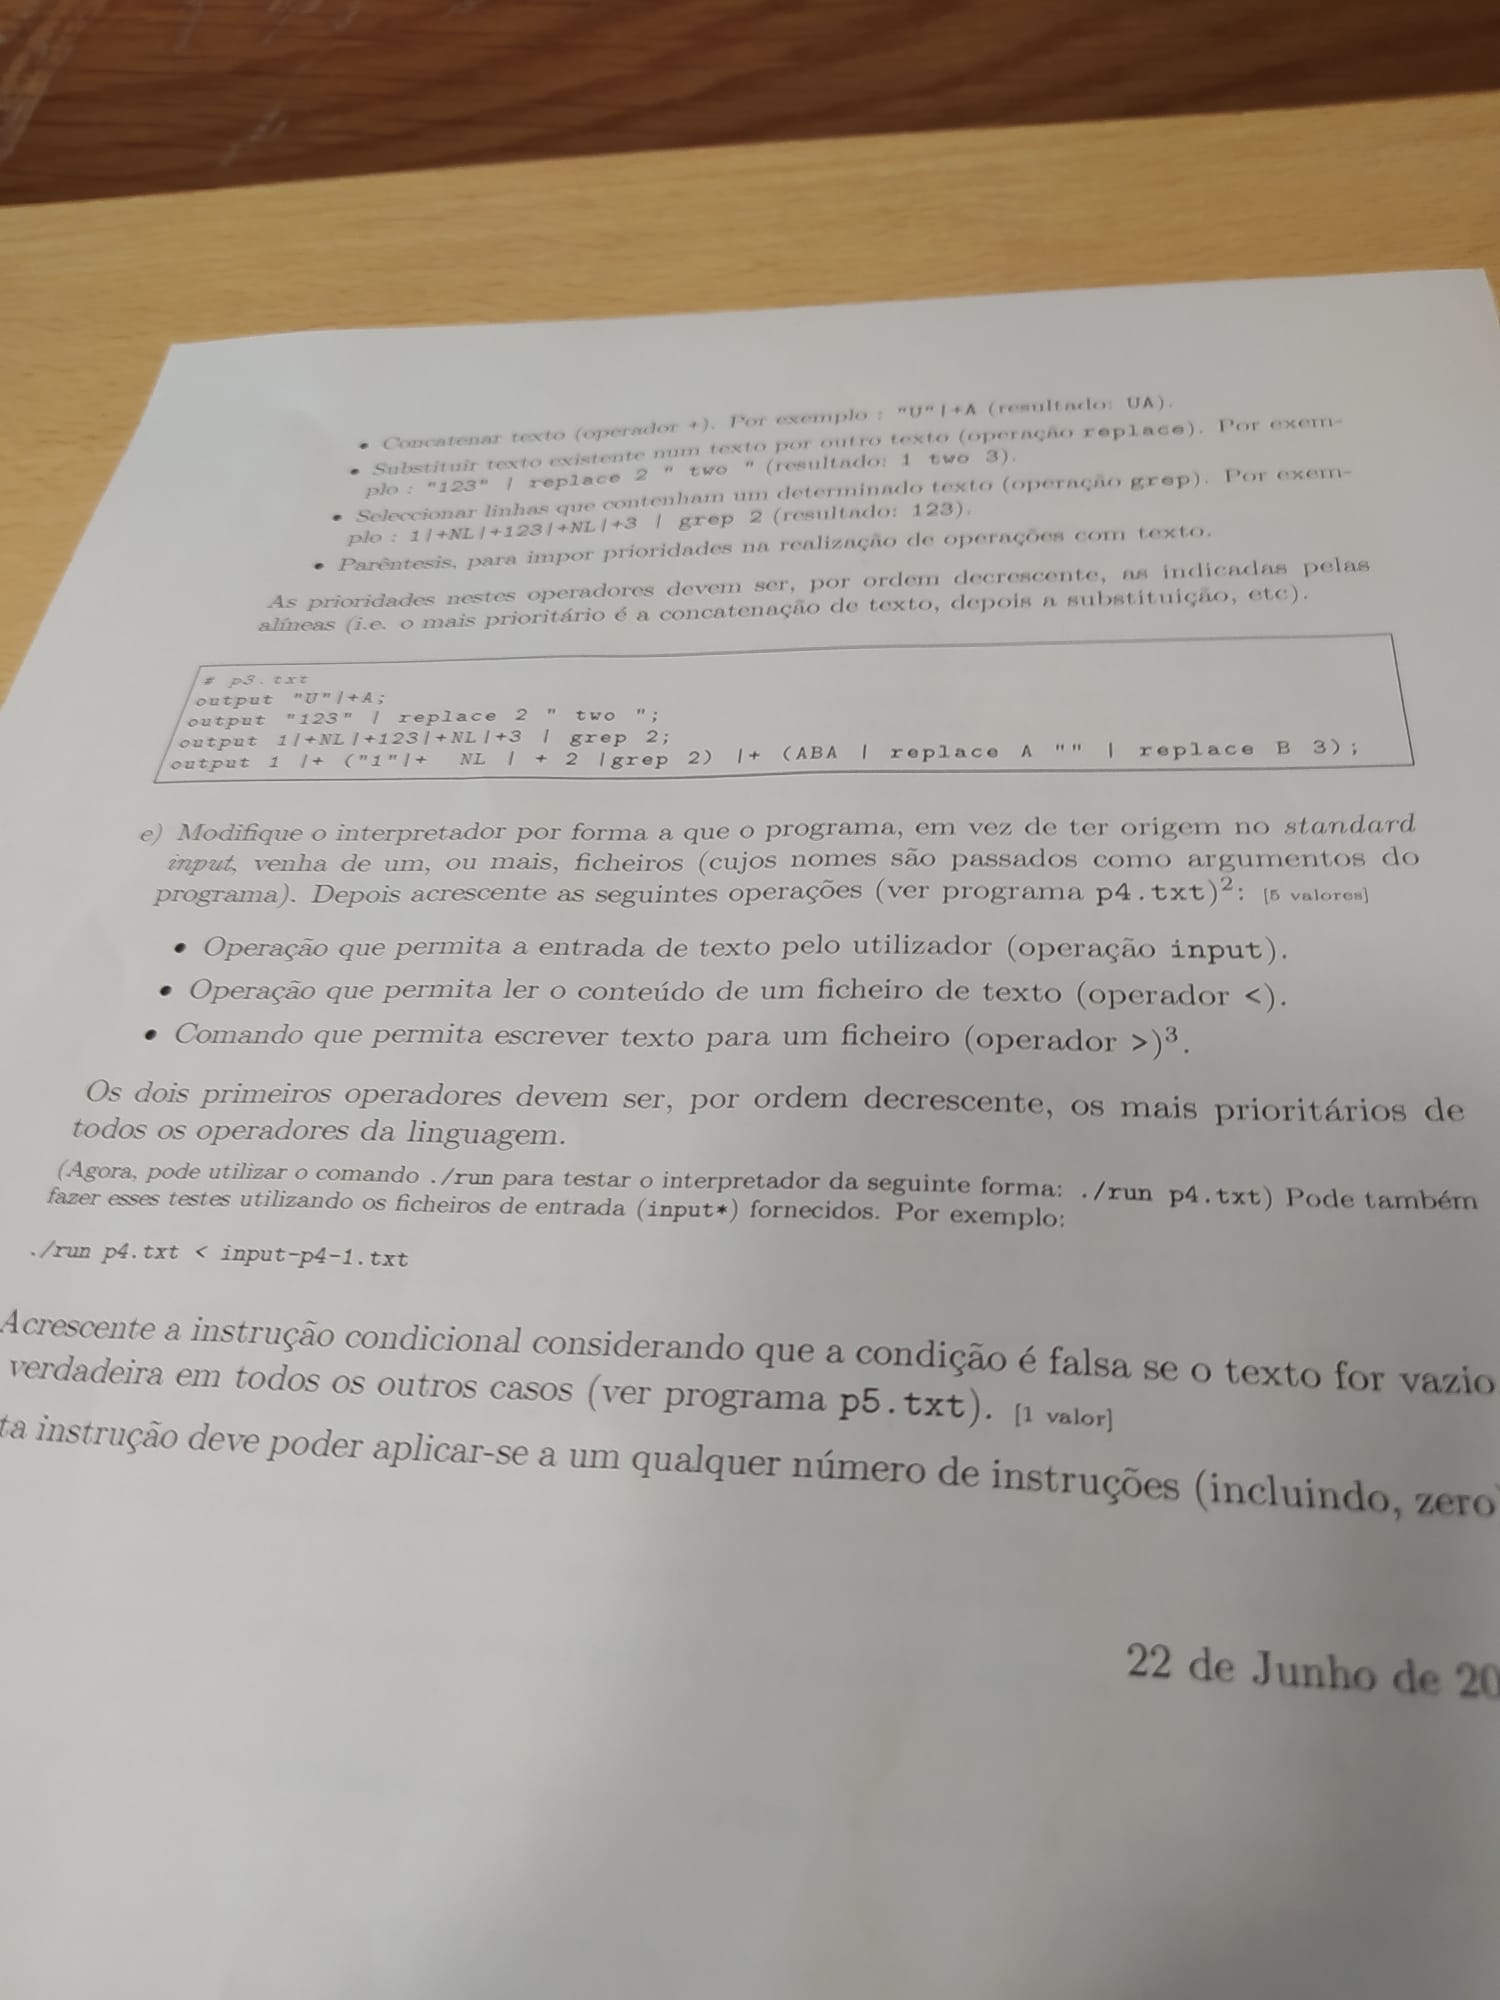 • Concatenar texto (operador +). Por exemplo : "U"|+A (resultado: UA).
• Substituir texto existente num texto por outro texto (operação replace). Por exem-
plo : "123" | replace 2 " two " (resultado: 1 two 3).
• Seleccionar linhas que contenham um determinado texto (operação grep). Por exem-
plo : 1|+NL|+123|+NL|+3 | grep 2 (resultado: 123).
• Parêntesis, para impor prioridades na realização de operações com texto.
As prioridades nestes operadores devem ser, por ordem decrescente, as indicadas pelas
alíneas (i.e. o mais prioritário é a concatenação de texto, depois a substituição, etc).
# p3.txt
output "U"|+A;
output "123" | replace 2 " two ";
output 1|+NL|+123|+NL|+3 | grep 2;
output 1 |+ ("1"|+ NL | + 2 |grep 2) |+ (ABA | replace A "" | replace B 3);
e) Modifique o interpretador por forma a que o programa, em vez de ter origem no standard
input, venha de um, ou mais, ficheiros (cujos nomes são passados como argumentos do
programa). Depois acrescente as seguintes operações (ver programa p4.txt)²: [5 valores]
• Operação que permita a entrada de texto pelo utilizador (operação input).
• Operação que permita ler o conteúdo de um ficheiro de texto (operador <).
• Comando que permita escrever texto para um ficheiro (operador >)³.
Os dois primeiros operadores devem ser, por ordem decrescente, os mais prioritários de
todos os operadores da linguagem.
(Agora, pode utilizar o comando ./run para testar o interpretador da seguinte forma: ./run p4.txt) Pode também
fazer esses testes utilizando os ficheiros de entrada (input*) fornecidos. Por exemplo:
./run p4.txt < input-p4-1.txt
Acrescente a instrução condicional considerando que a condição é falsa se o texto for vazio
verdadeira em todos os outros casos (ver programa p5.txt). [1 valor]
ta instrução deve poder aplicar-se a um qualquer número de instruções (incluindo, zero)
22 de Junho de 20